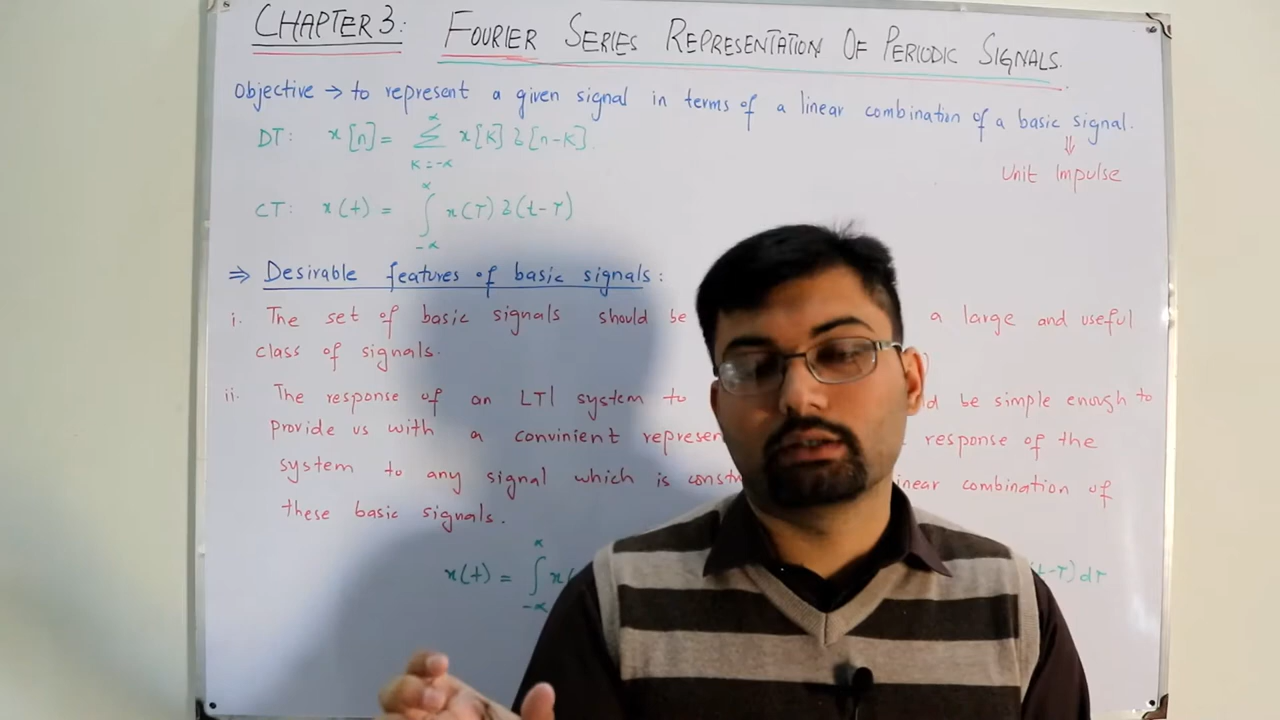 CHAPTER 3: FOURIER SERIES REPRESENTATION OF PERIODIC SIGNALS.
Objective → to represent a given signal in terms of a linear combination of a basic signal.
⇓
Unit Impulse
DT: x[n] = ∞ Σ K=-∞ x[K] δ[n-K].
CT: x(t) = ∞ ∫ -∞ x(τ) δ(t-τ)
⇒ Desirable features of basic signals:
i. The set of basic signals should be a large and useful
class of signals.
ii. The response of an LTI system to be simple enough to
provide us with a convinient response of the
system to any signal which is combination of
these basic signals.
x(t) = ∞ ∫ -∞ dτ